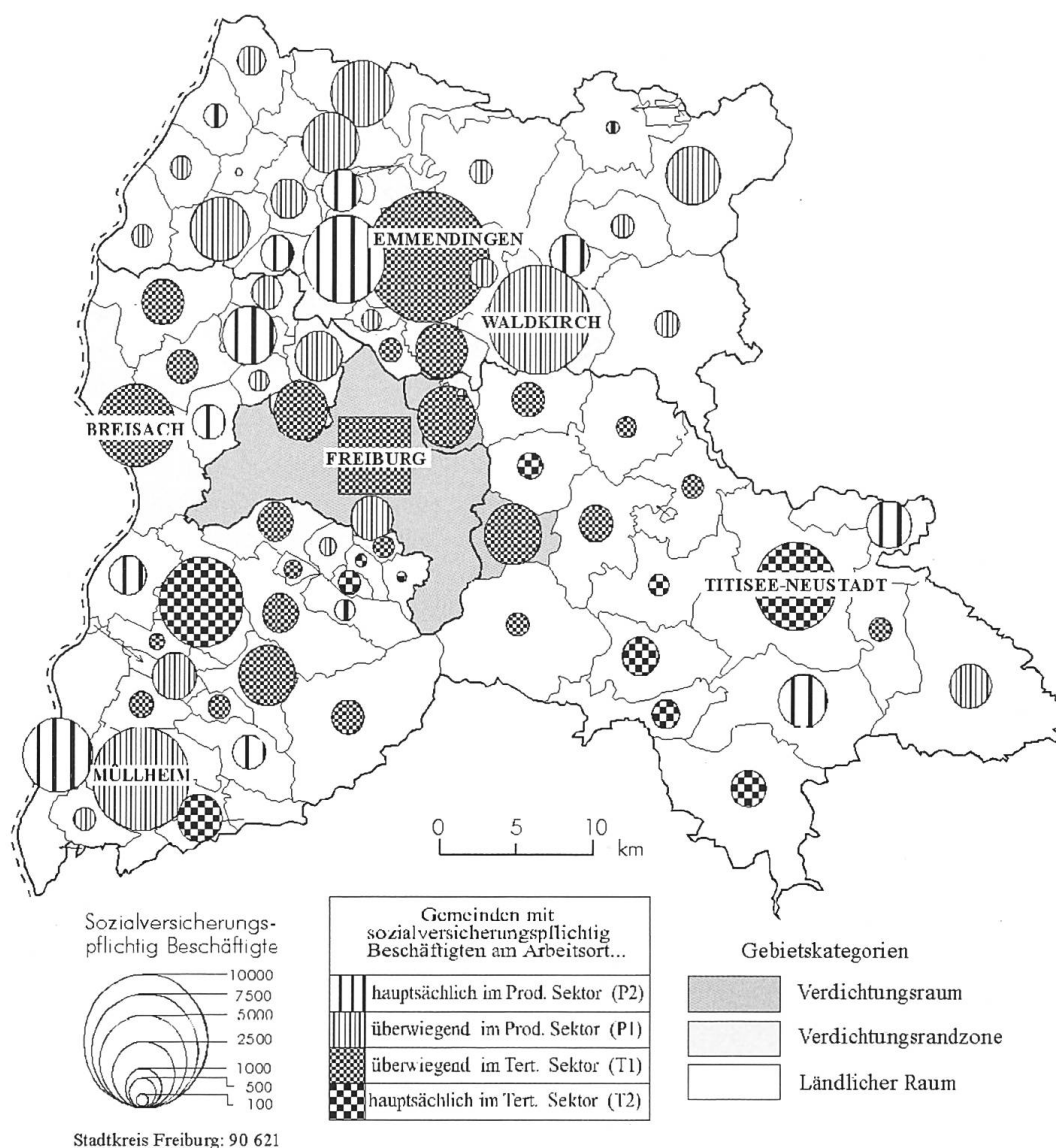 EMMENDINGEN
WALDKIRCH
BREISACH
FREIBURG
TITISEE-NEUSTADT
MÜLLHEIM
0 5 10
km
Sozialversicherungs-
pflichtig Beschäftigte
10000
7500
5000
2500
1000
500
100
Stadtkreis Freiburg: 90 621
Gemeinden mit
sozialversicherungspflichtig
Beschäftigten am Arbeitsort...
hauptsächlich im Prod. Sektor (P2)
überwiegend im Prod. Sektor (P1)
überwiegend im Tert. Sektor (T1)
hauptsächlich im Tert. Sektor (T2)
Gebietskategorien
Verdichtungsraum
Verdichtungsrandzone
Ländlicher Raum